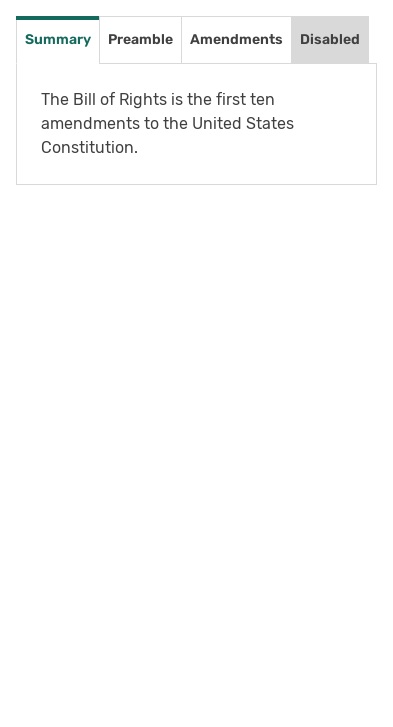 Summary Preamble Amendments Disabled
The Bill of Rights is the first ten
amendments to the United States
Constitution.